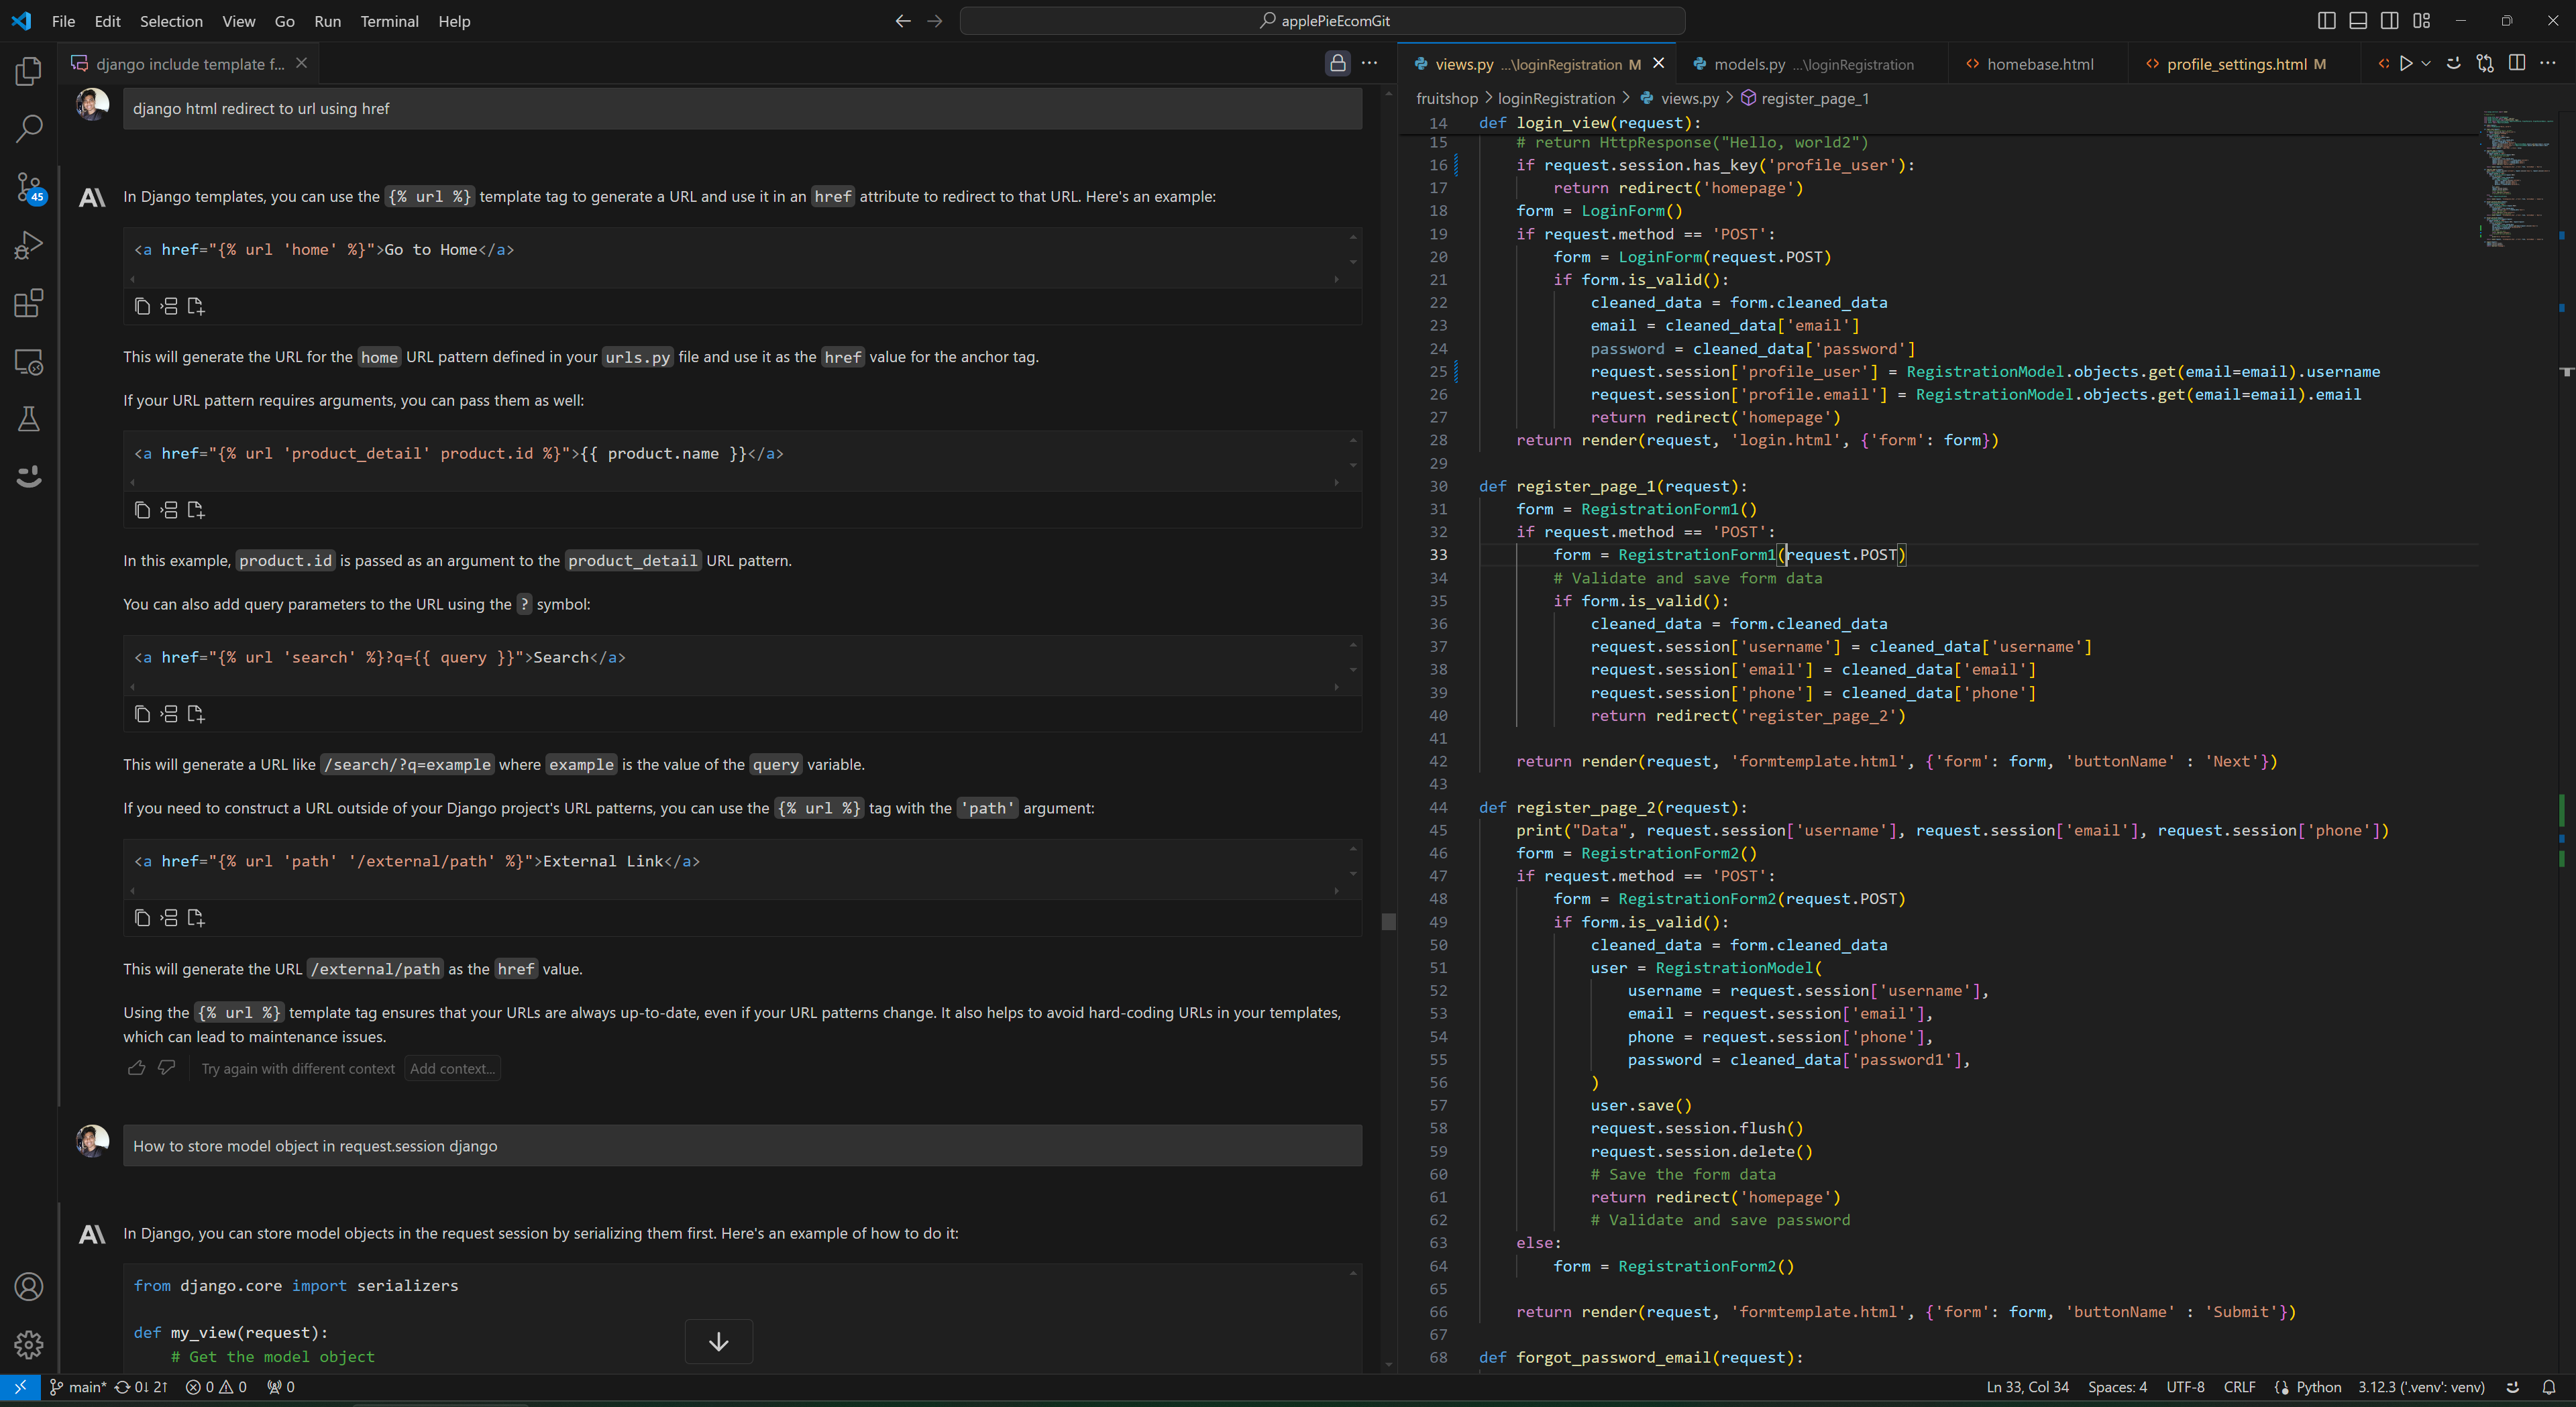 File Edit Selection View Go Run Terminal Help
applePieEcomGit
django include template f...
django html redirect to url using href
In Django templates, you can use the {% url %} template tag to generate a URL and use it in an href attribute to redirect to that URL. Here's an example:
<a href="{% url 'home' %}">Go to Home</a>
This will generate the URL for the home URL pattern defined in your urls.py file and use it as the href value for the anchor tag.
If your URL pattern requires arguments, you can pass them as well:
<a href="{% url 'product_detail' product.id %}">{{ product.name }}</a>
In this example, product.id is passed as an argument to the product_detail URL pattern.
You can also add query parameters to the URL using the ? symbol:
<a href="{% url 'search' %}?q={{ query }}">Search</a>
This will generate a URL like /search/?q=example where example is the value of the query variable.
If you need to construct a URL outside of your Django project's URL patterns, you can use the {% url %} tag with the 'path' argument:
<a href="{% url 'path' '/external/path' %}">External Link</a>
This will generate the URL /external/path as the href value.
Using the {% url %} template tag ensures that your URLs are always up-to-date, even if your URL patterns change. It also helps to avoid hard-coding URLs in your templates,
which can lead to maintenance issues.
Try again with different context Add context...
How to store model object in request.session django
In Django, you can store model objects in the request session by serializing them first. Here's an example of how to do it:
from django.core import serializers
def my_view(request):
# Get the model object
45
views.py ...\loginRegistration M models.py ...\loginRegistration homebase.html profile_settings.html M
fruitshop > loginRegistration > views.py > register_page_1
14 def login_view(request):
15 # return HttpResponse("Hello, world2")
16 if request.session.has_key('profile_user'):
17 return redirect('homepage')
18 form = LoginForm()
19 if request.method == 'POST':
20 form = LoginForm(request.POST)
21 if form.is_valid():
22 cleaned_data = form.cleaned_data
23 email = cleaned_data['email']
24 password = cleaned_data['password']
25 request.session['profile_user'] = RegistrationModel.objects.get(email=email).username
26 request.session['profile.email'] = RegistrationModel.objects.get(email=email).email
27 return redirect('homepage')
28 return render(request, 'login.html', {'form': form})
29
30 def register_page_1(request):
31 form = RegistrationForm1()
32 if request.method == 'POST':
33 form = RegistrationForm1(request.POST)
34 # Validate and save form data
35 if form.is_valid():
36 cleaned_data = form.cleaned_data
37 request.session['username'] = cleaned_data['username']
38 request.session['email'] = cleaned_data['email']
39 request.session['phone'] = cleaned_data['phone']
40 return redirect('register_page_2')
41
42 return render(request, 'formtemplate.html', {'form': form, 'buttonName' : 'Next'})
43
44 def register_page_2(request):
45 print("Data", request.session['username'], request.session['email'], request.session['phone'])
46 form = RegistrationForm2()
47 if request.method == 'POST':
48 form = RegistrationForm2(request.POST)
49 if form.is_valid():
50 cleaned_data = form.cleaned_data
51 user = RegistrationModel(
52 username = request.session['username'],
53 email = request.session['email'],
54 phone = request.session['phone'],
55 password = cleaned_data['password1'],
56 )
57 user.save()
58 request.session.flush()
59 request.session.delete()
60 # Save the form data
61 return redirect('homepage')
62 # Validate and save password
63 else:
64 form = RegistrationForm2()
65
66 return render(request, 'formtemplate.html', {'form': form, 'buttonName' : 'Submit'})
67
68 def forgot_password_email(request):
main* 0↓ 2↑ 0 0 0
Ln 33, Col 34 Spaces: 4 UTF-8 CRLF Python 3.12.3 ('.venv': venv)